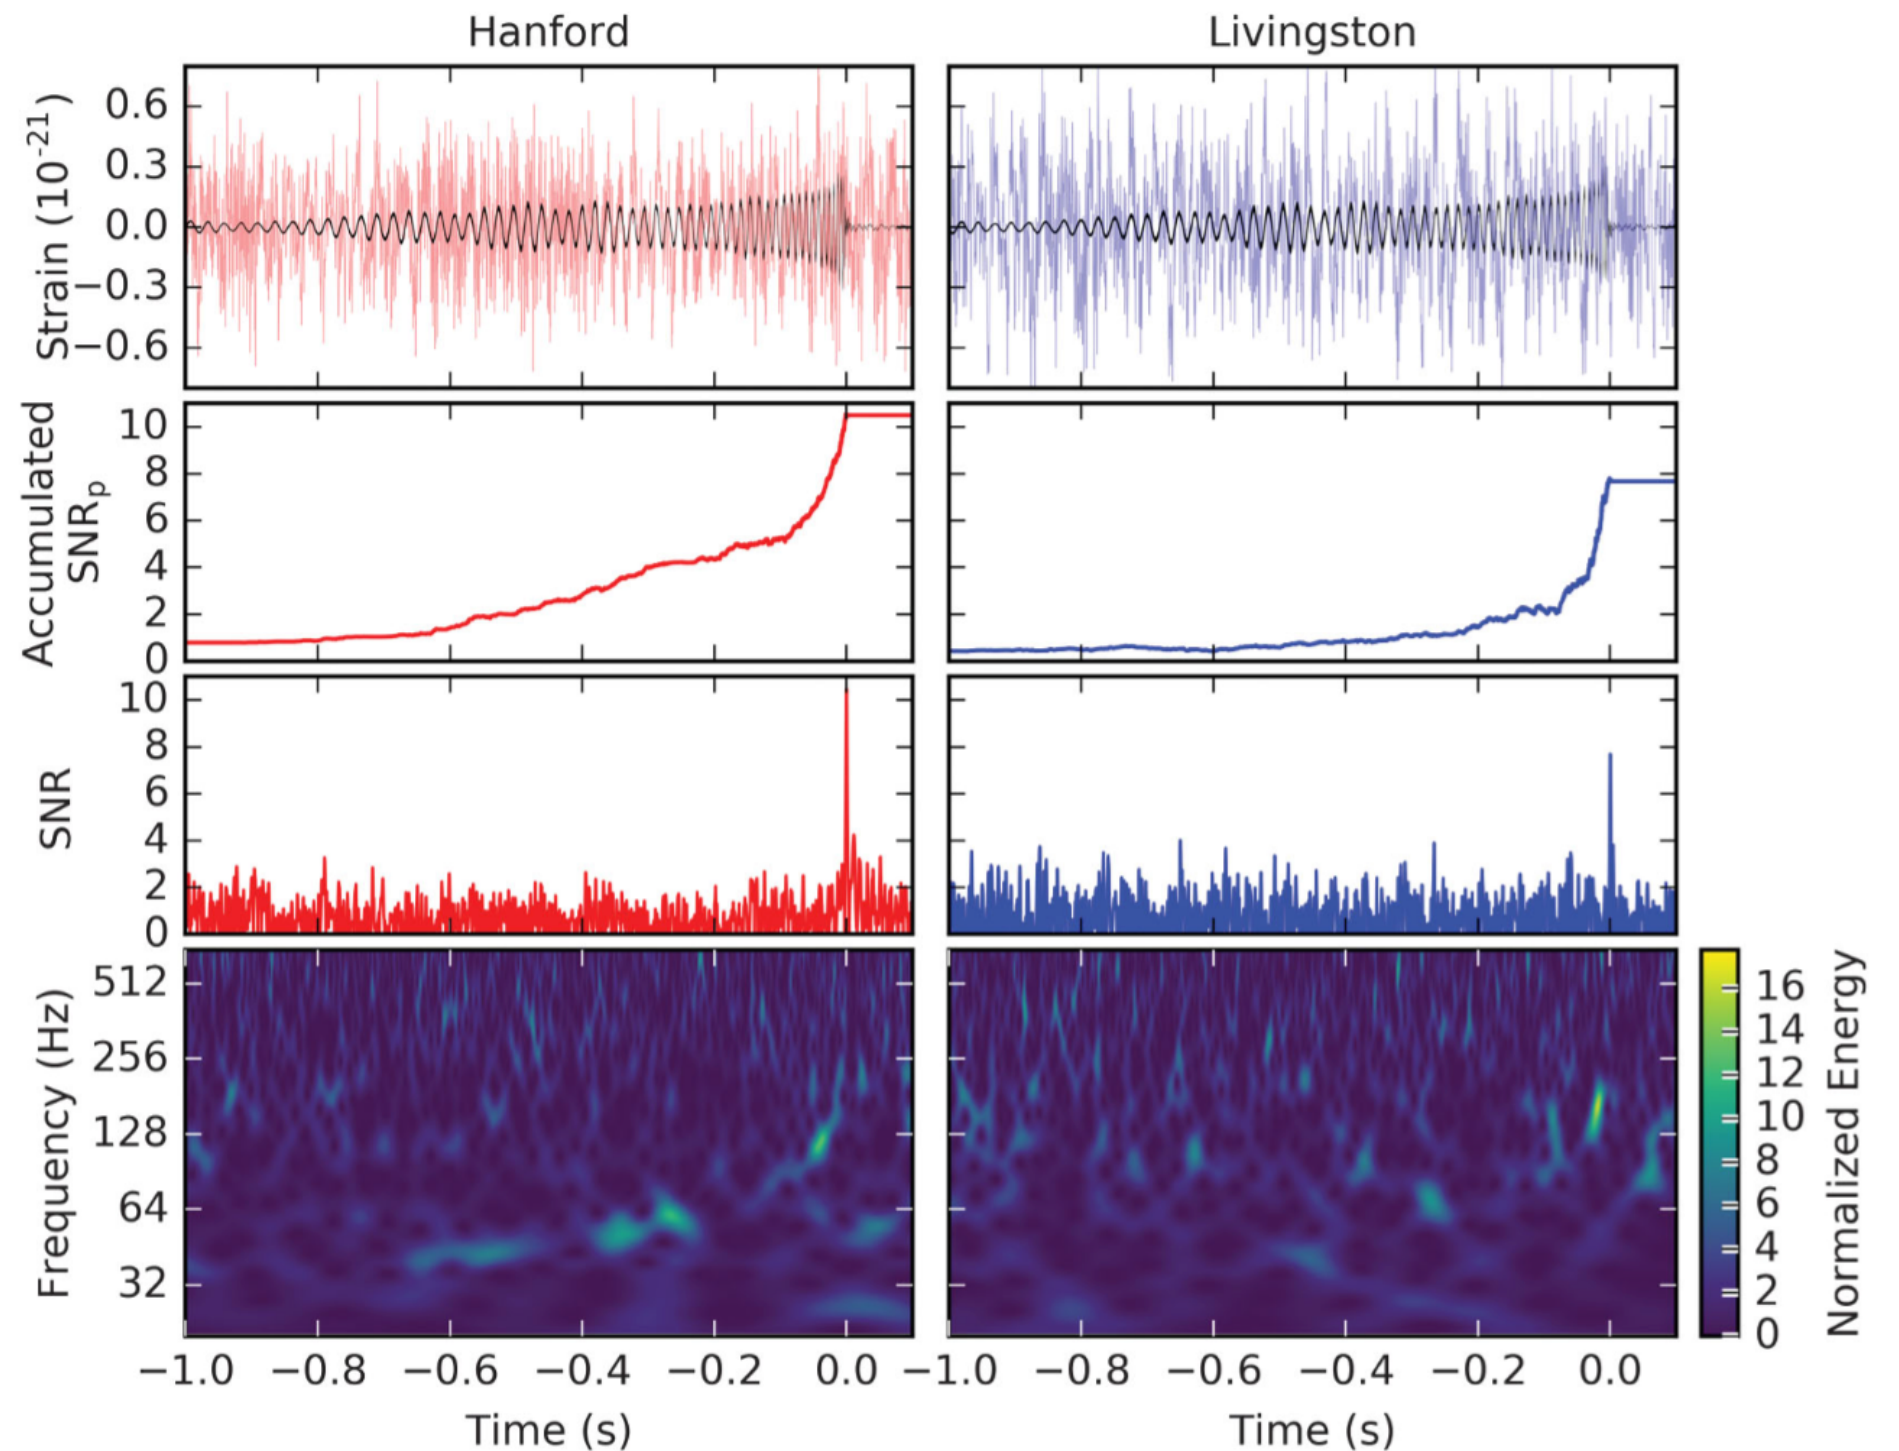 Hanford
Livingston
Strain (10⁻²¹)
0.6
0.3
0.0
−0.3
−0.6
Accumulated
SNRₚ
10
8
6
4
2
0
SNR
10
8
6
4
2
0
Frequency (Hz)
512
256
128
64
32
16
14
12
10
8
6
4
2
0
Normalized Energy
−1.0 −0.8 −0.6 −0.4 −0.2 0.0
−1.0 −0.8 −0.6 −0.4 −0.2 0.0
Time (s)
Time (s)